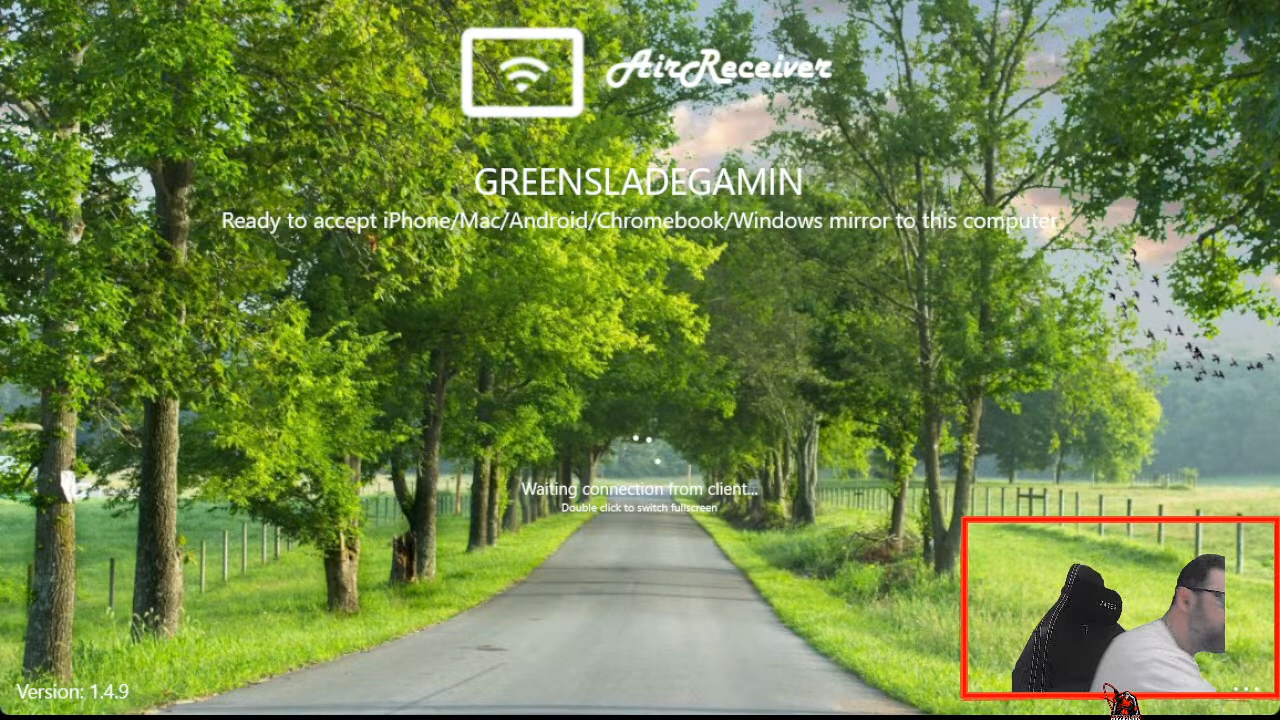 AirReceiver
GREENSLADEGAMIN
Ready to accept iPhone/Mac/Android/Chromebook/Windows mirror to this computer.
Waiting connection from client...
Double click to switch fullscreen
Version: 1.4.9